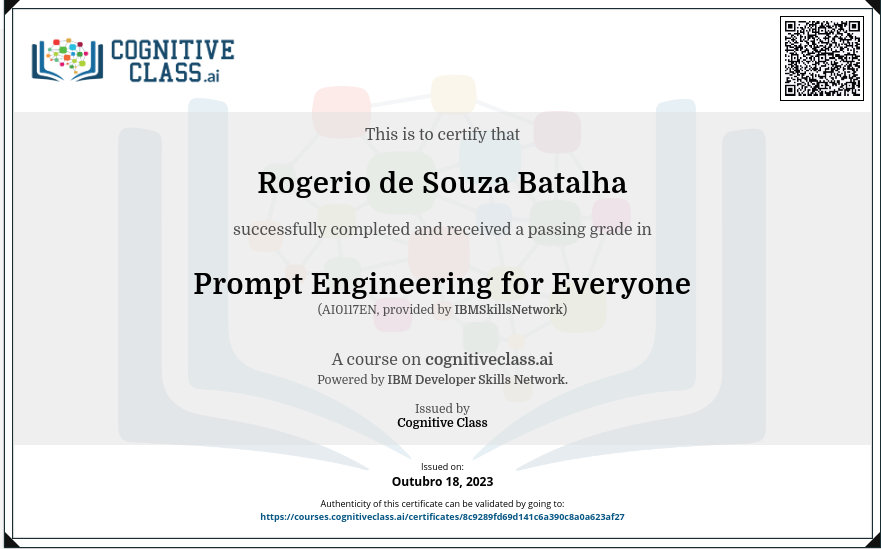 COGNITIVE
CLASS.ai
This is to certify that
Rogerio de Souza Batalha
successfully completed and received a passing grade in
Prompt Engineering for Everyone
(AI0117EN, provided by IBMSkillsNetwork)
A course on cognitiveclass.ai
Powered by IBM Developer Skills Network.
Issued by
Cognitive Class
Issued on:
Outubro 18, 2023
Authenticity of this certificate can be validated by going to:
https://courses.cognitiveclass.ai/certificates/8c9289fd69d141c6a390c8a0a623af27